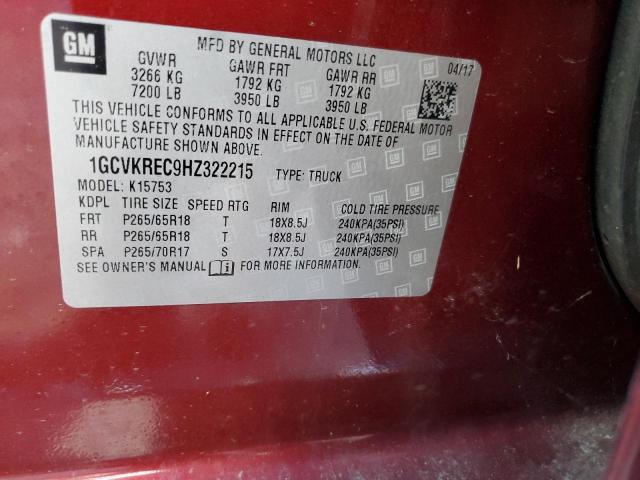 GM
MFD BY GENERAL MOTORS LLC
04/17
GVWR GAWR FRT GAWR RR
3266 KG 1792 KG 1792 KG
7200 LB 3950 LB 3950 LB
THIS VEHICLE CONFORMS TO ALL APPLICABLE U.S. FEDERAL MOTOR
VEHICLE SAFETY STANDARDS IN EFFECT ON THE DATE OF
MANUFACTURE SHOWN ABOVE.
1GCVKREC9HZ322215 TYPE: TRUCK
MODEL: K15753
KDPL TIRE SIZE SPEED RTG RIM COLD TIRE PRESSURE
FRT P265/65R18 T 18X8.5J 240KPA(35PSI)
RR P265/65R18 T 18X8.5J 240KPA(35PSI)
SPA P265/70R17 S 17X7.5J 240KPA(35PSI)
SEE OWNER'S MANUAL i FOR MORE INFORMATION.